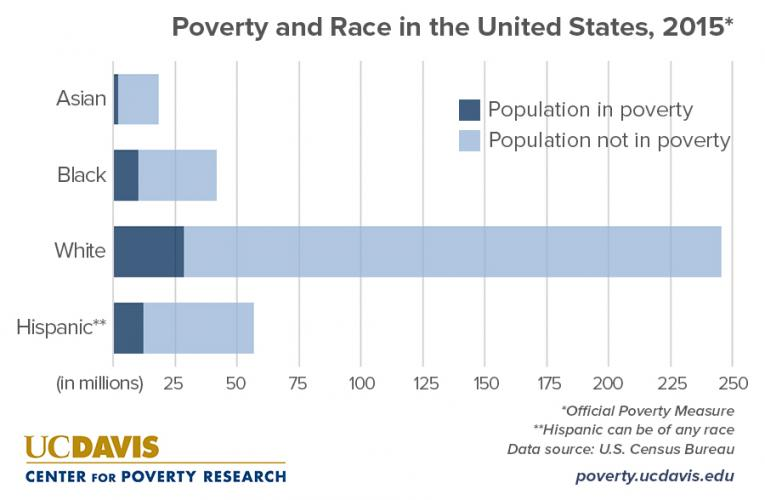 Poverty and Race in the United States, 2015*
Population in poverty
Population not in poverty
Asian
Black
White
Hispanic**
(in millions) 25 50 75 100 125 150 175 200 225 250
*Official Poverty Measure
**Hispanic can be of any race
Data source: U.S. Census Bureau
poverty.ucdavis.edu
UCDAVIS
CENTER FOR POVERTY RESEARCH